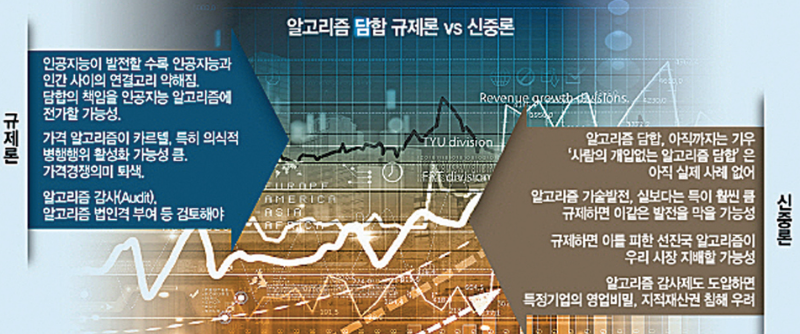 알고리즘 담합 규제론 vs 신중론
규제론
인공지능이 발전할 수록 인공지능과
인간 사이의 연결고리 약해짐.
담합의 책임을 인공지능 알고리즘에
전가할 가능성.
가격 알고리즘이 카르텔, 특히 의식적
병행행위 활성화 가능성 큼.
가격경쟁의미 퇴색.
알고리즘 감사(Audit),
알고리즘 법인격 부여 등 검토해야
Revenue growth divisions.
TYU division
FXT division
EUROPE
AMERICA
ASIA
AFRICA
신중론
알고리즘 담합, 아직까지는 기우
'사람의 개입없는 알고리즘 담합' 은
아직 실제 사례 없어
알고리즘 기술발전, 실보다는 득이 훨씬 큼
규제하면 이같은 발전을 막을 가능성
규제하면 이를 피한 선진국 알고리즘이
우리 시장 지배할 가능성
알고리즘 감사제도 도압하면
특정기업의 영업비밀, 지적재산권 침해 우려